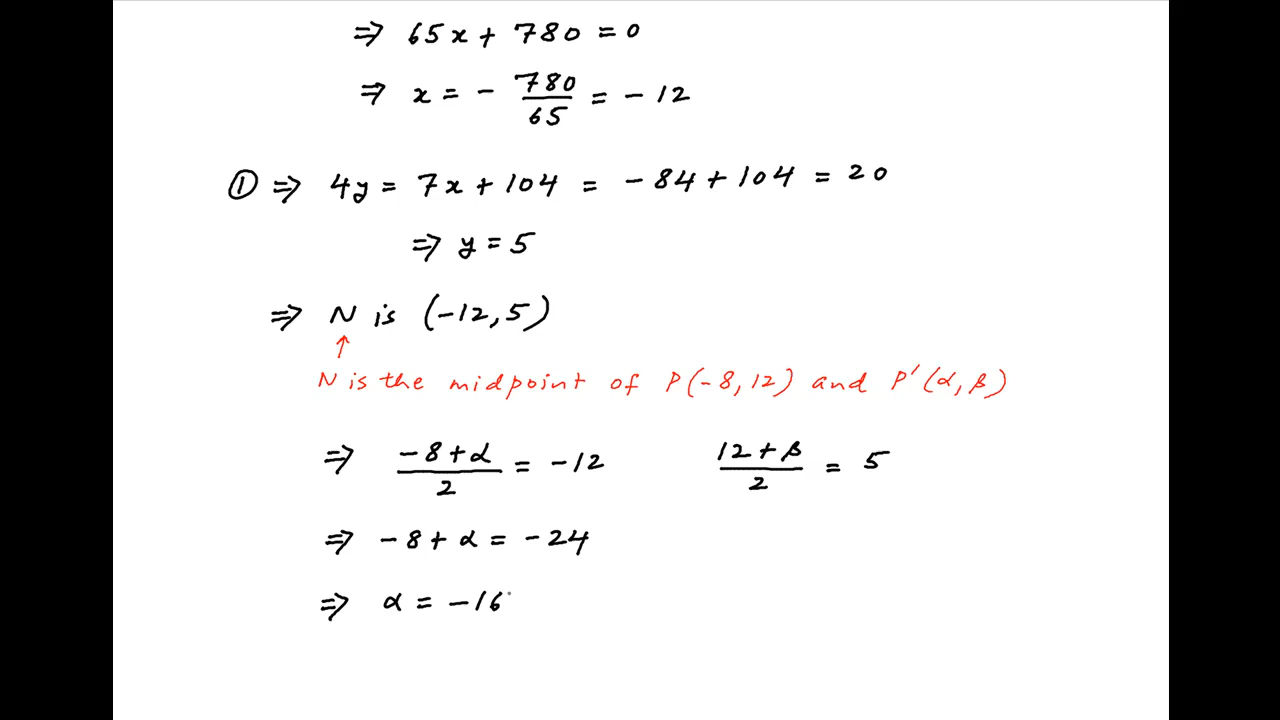 ⇒ 65x + 780 = 0
⇒ x = - 780/65 = - 12
① ⇒ 4y = 7x + 104 = - 84 + 104 = 20
⇒ y = 5
⇒ N is (-12, 5)
↑
N is the midpoint of P(-8, 12) and P'(α, β)
⇒ (-8 + α)/2 = -12 (12 + β)/2 = 5
⇒ -8 + α = -24
⇒ α = -16